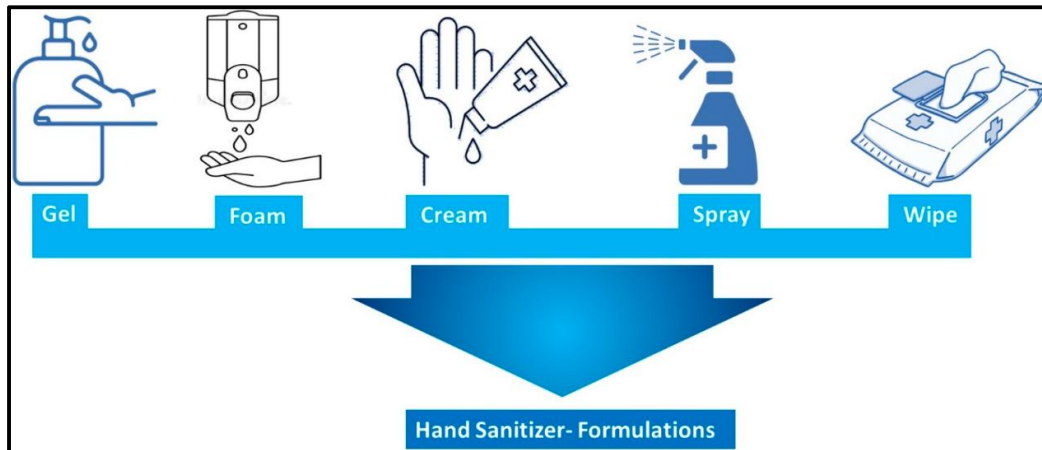 Gel
Foam
Cream
Spray
Wipe
Hand Sanitizer- Formulations